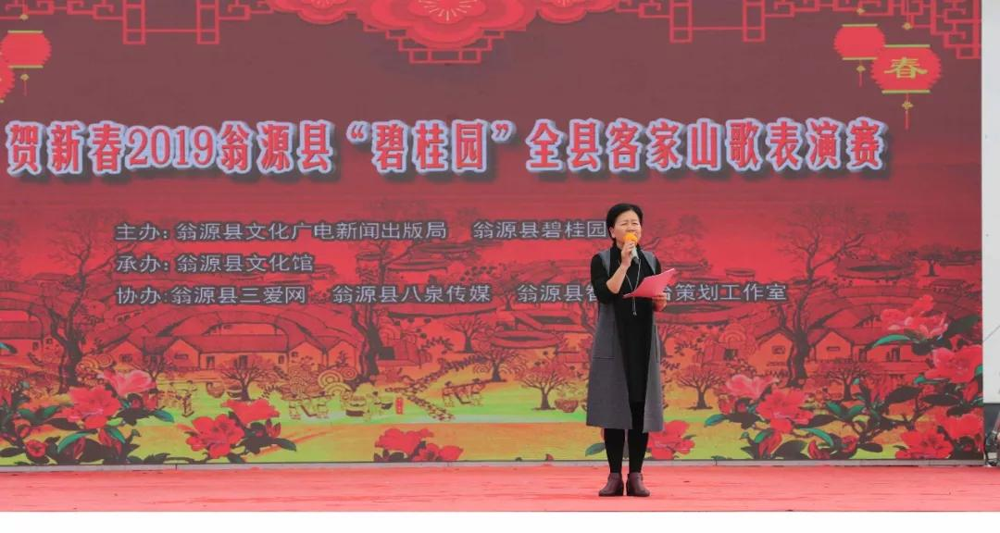 春
贺新春2019翁源县“碧桂园”全县客家山歌表演赛
主办：翁源县文化广电新闻出版局 翁源县碧桂园
承办：翁源县文化馆
协办：翁源县三爱网 翁源县八泉传媒 翁源县 策划工作室